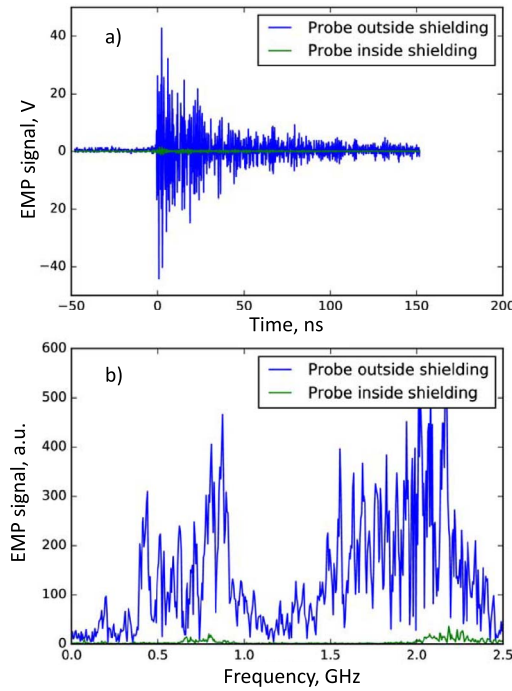 a)
Probe outside shielding
Probe inside shielding
EMP signal, V
40
20
0
20
−40
−50 0 50 100 150 200
Time, ns
b)
Probe outside shielding
Probe inside shielding
EMP signal, a.u.
600
500
400
300
200
100
0
0.0 0.5 1.0 1.5 2.0 2.5
Frequency, GHz